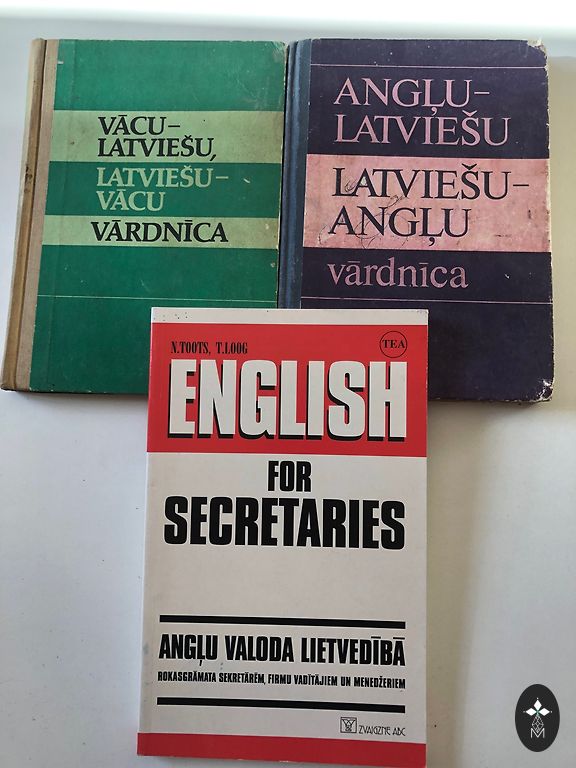 VĀCU–
LATVIEŠU,
LATVIEŠU–
VĀCU
VĀRDNĪCA
ANGĻU–
LATVIEŠU
LATVIEŠU–
ANGĻU
vārdnīca
N.TOOTS, T.LOOG
TEA
ENGLISH
FOR
SECRETARIES
ANGĻU VALODA LIETVEDĪBĀ
ROKASGRĀMATA SEKRETĀRĒM, FIRMU VADĪTĀJIEM UN MENEDŽERIEM
ZVAIGZNE ABC
M